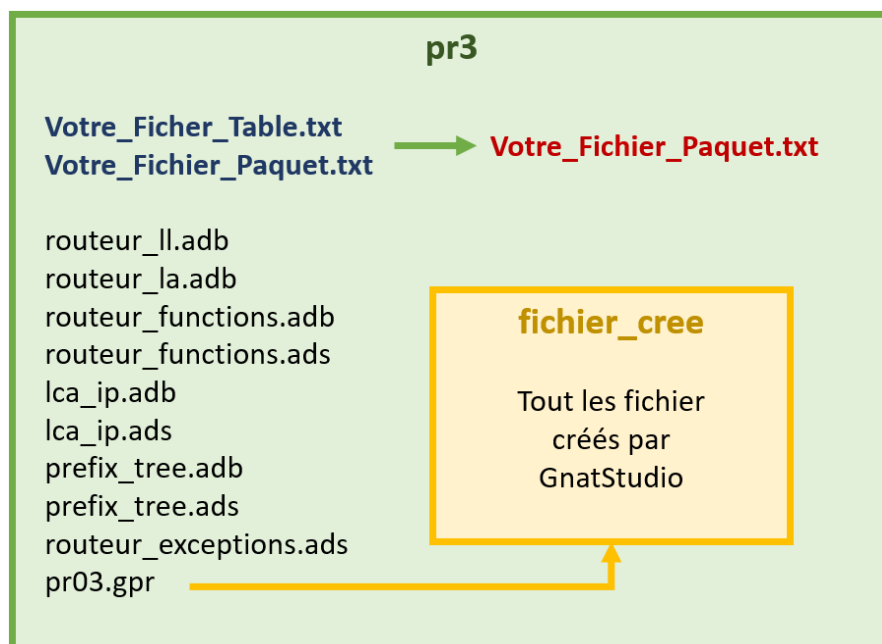 pr3
Votre_Ficher_Table.txt
Votre_Fichier_Paquet.txt
Votre_Fichier_Paquet.txt
routeur_ll.adb
routeur_la.adb
routeur_functions.adb
routeur_functions.ads
lca_ip.adb
lca_ip.ads
prefix_tree.adb
prefix_tree.ads
routeur_exceptions.ads
pr03.gpr
fichier_cree
Tout les fichier
créés par
GnatStudio